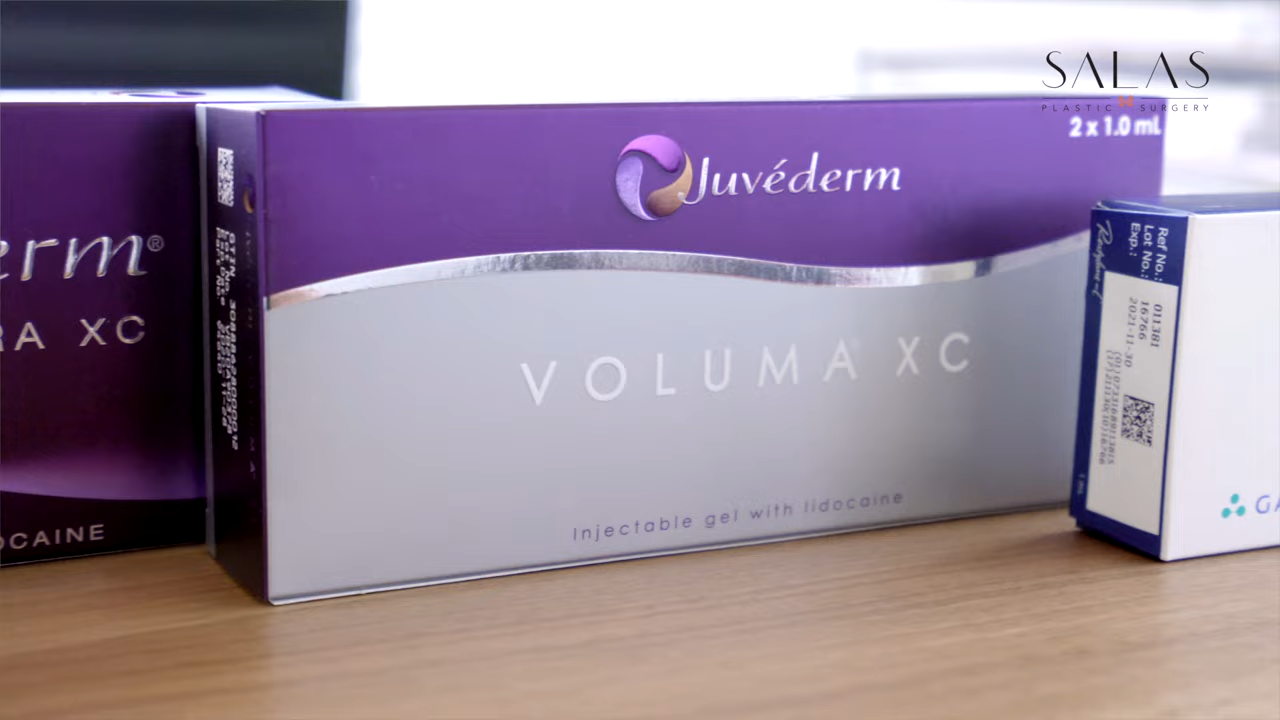 SALAS
PLASTIC SURGERY
2 x 1.0 mL
Juvéderm
VOLUMA XC
Injectable gel with lidocaine
erm®
RA XC
OCAINE
Ref No.: 011381
Lot No.: 16766
Exp.: 2021-11-30
GA